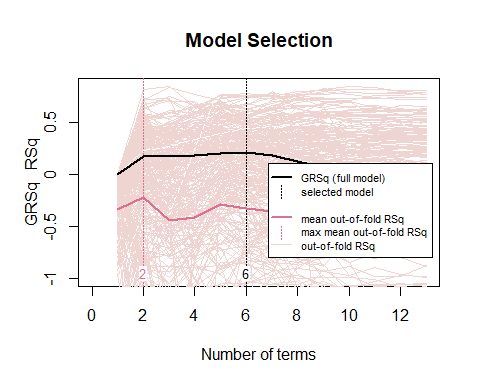 Model Selection
GRSq  RSq
0.5
0
-0.5
-1
GRSq (full model)
selected model
mean out-of-fold RSq
max mean out-of-fold RSq
out-of-fold RSq
2
6
0 2 4 6 8 10 12
Number of terms